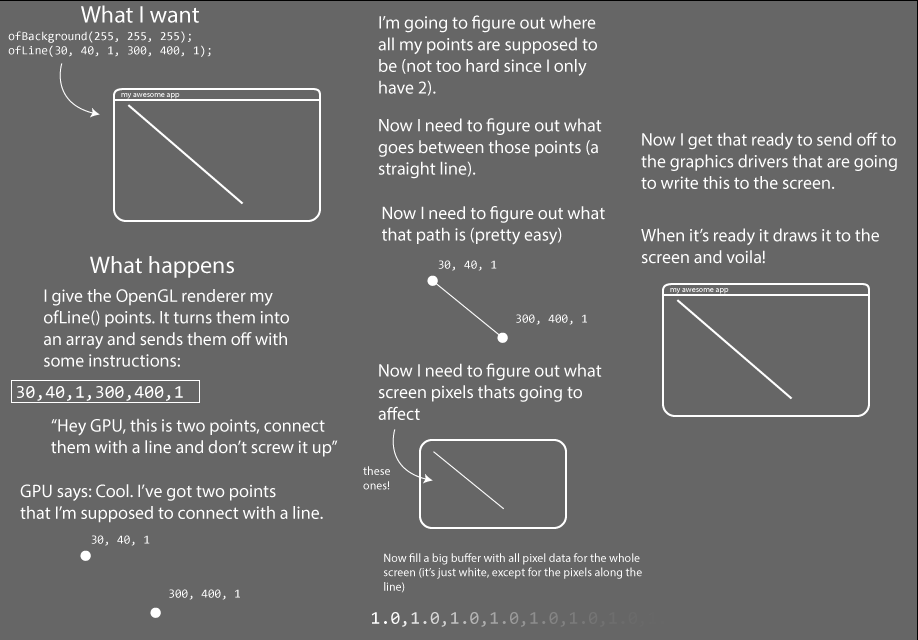 What I want
ofBackground(255, 255, 255);
ofLine(30, 40, 1, 300, 400, 1);
my awesome app
What happens
I give the OpenGL renderer my
ofLine() points. It turns them into
an array and sends them off with
some instructions:
30,40,1,300,400,1
“Hey GPU, this is two points, connect
them with a line and don’t screw it up”
GPU says: Cool. I’ve got two points
that I’m supposed to connect with a line.
30, 40, 1
300, 400, 1
I’m going to figure out where
all my points are supposed to
be (not too hard since I only
have 2).
Now I need to figure out what
goes between those points (a
straight line).
Now I need to figure out what
that path is (pretty easy)
30, 40, 1
300, 400, 1
Now I need to figure out what
screen pixels thats going to
affect
these
ones!
Now fill a big buffer with all pixel data for the whole
screen (it’s just white, except for the pixels along the
line)
1.0,1.0,1.0,1.0,1.0,1.0,1.0
Now I get that ready to send off to
the graphics drivers that are going
to write this to the screen.
When it’s ready it draws it to the
screen and voila!
my awesome app